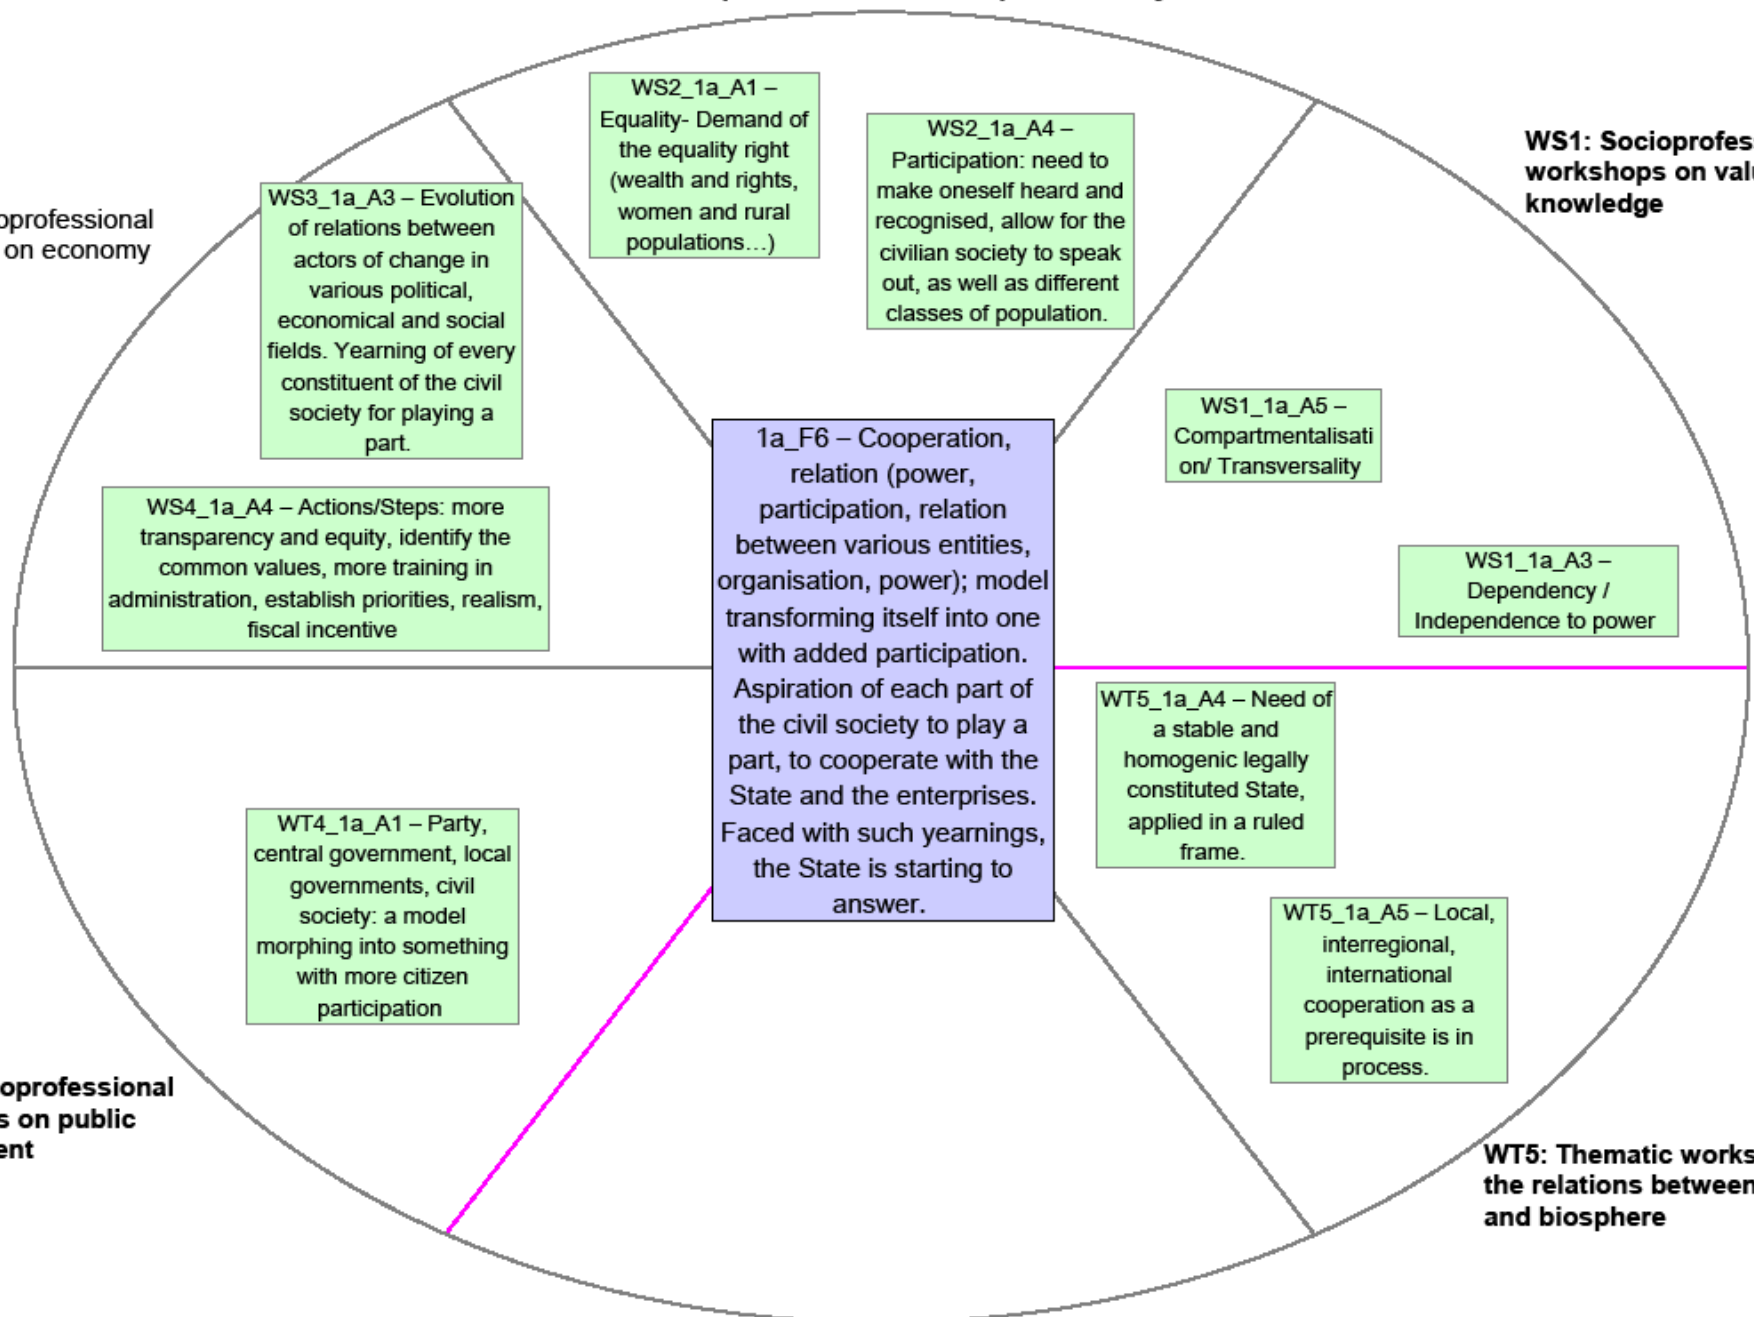 WS2_1a_A1 –
Equality- Demand of
the equality right
(wealth and rights,
women and rural
populations…)
WS2_1a_A4 –
Participation: need to
make oneself heard and
recognised, allow for the
civilian society to speak
out, as well as different
classes of population.
WS1: Socioprofes
workshops on val
knowledge
oprofessional
on economy
WS3_1a_A3 – Evolution
of relations between
actors of change in
various political,
economical and social
fields. Yearning of every
constituent of the civil
society for playing a
part.
WS4_1a_A4 – Actions/Steps: more
transparency and equity, identify the
common values, more training in
administration, establish priorities, realism,
fiscal incentive
1a_F6 – Cooperation,
relation (power,
participation, relation
between various entities,
organisation, power); model
transforming itself into one
with added participation.
Aspiration of each part of
the civil society to play a
part, to cooperate with the
State and the enterprises.
Faced with such yearnings,
the State is starting to
answer.
WS1_1a_A5 –
Compartmentalisati
on/ Transversality
WS1_1a_A3 –
Dependency /
Independence to power
WT5_1a_A4 – Need of
a stable and
homogenic legally
constituted State,
applied in a ruled
frame.
WT5_1a_A5 – Local,
interregional,
international
cooperation as a
prerequisite is in
process.
WT4_1a_A1 – Party,
central government, local
governments, civil
society: a model
morphing into something
with more citizen
participation
oprofessional
s on public
ent
WT5: Thematic works
the relations between
and biosphere